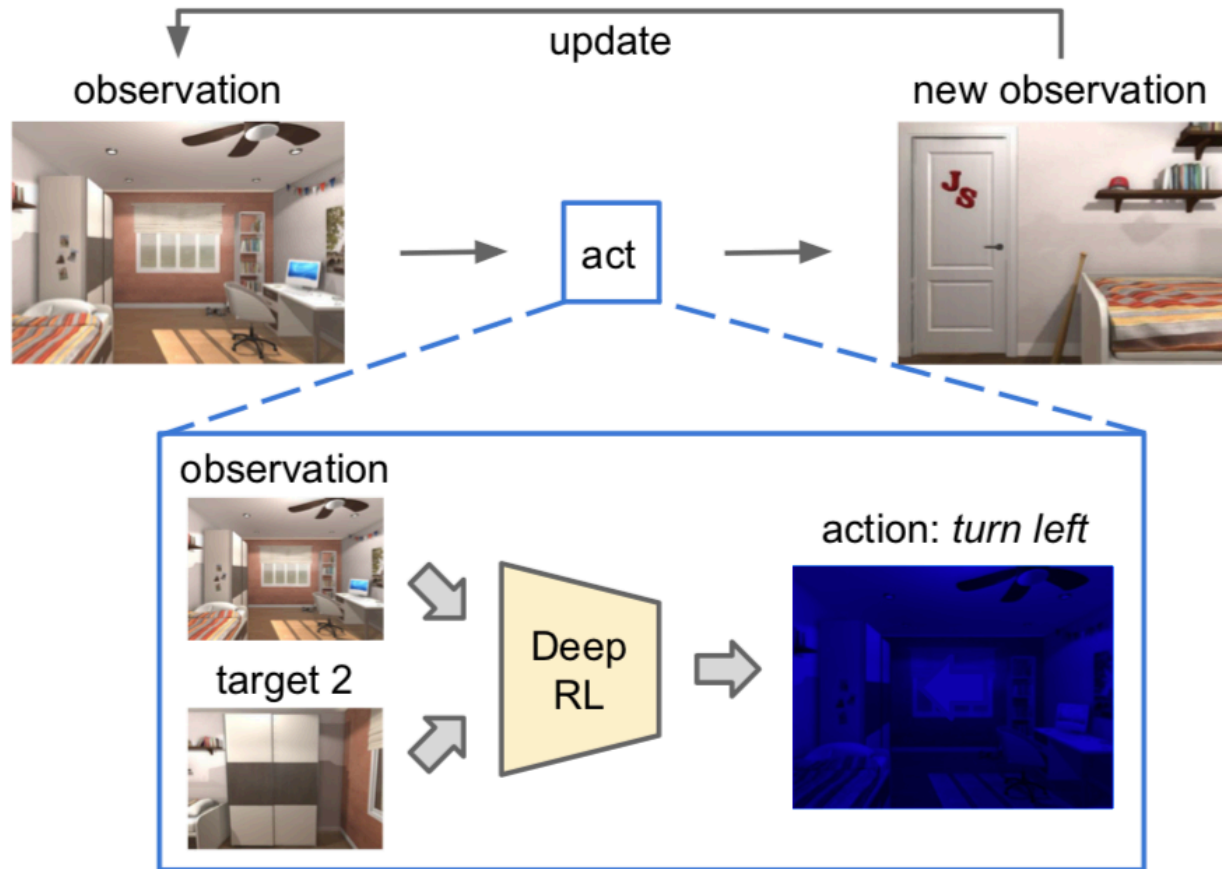 update
observation
new observation
JS
act
observation
action: turn left
target 2
Deep
RL